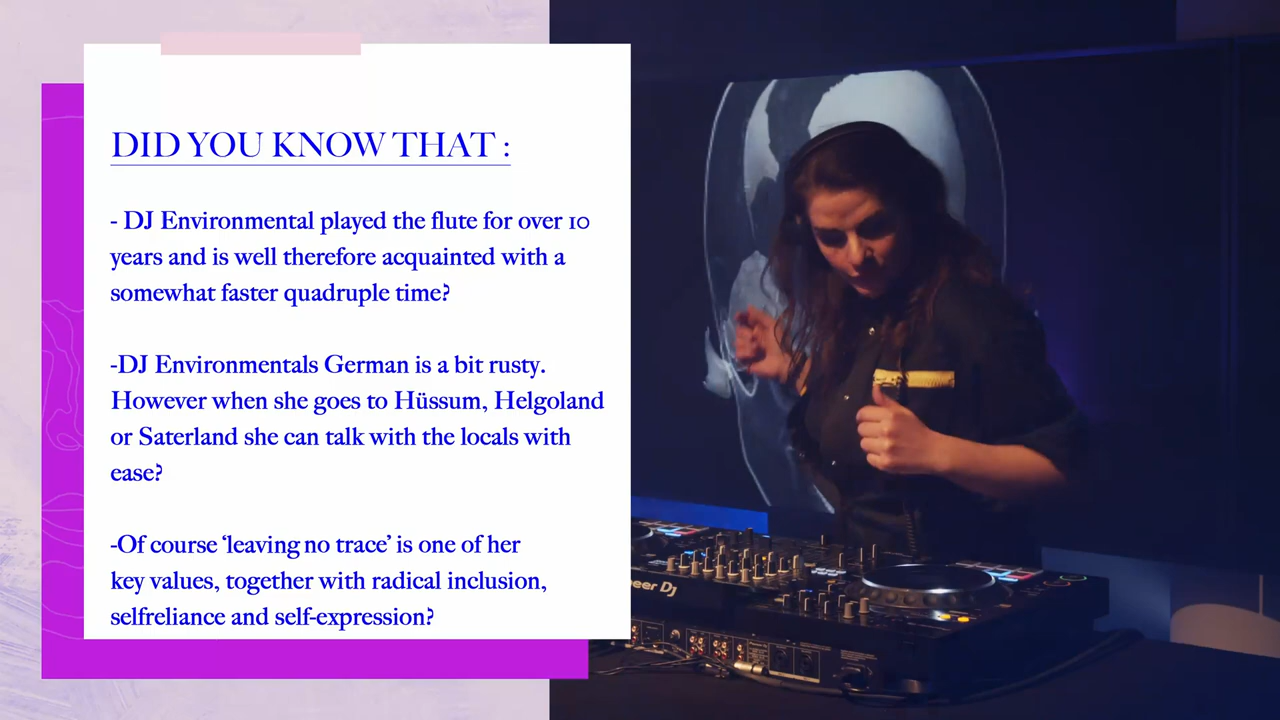 DID YOU KNOW THAT :
- DJ Environmental played the flute for over 10
years and is well therefore acquainted with a
somewhat faster quadruple time?
-DJ Environmentals German is a bit rusty.
However when she goes to Hüssum, Helgoland
or Saterland she can talk with the locals with
ease?
-Of course ‘leaving no trace’ is one of her
key values, together with radical inclusion,
selfreliance and self-expression?
neer DJ